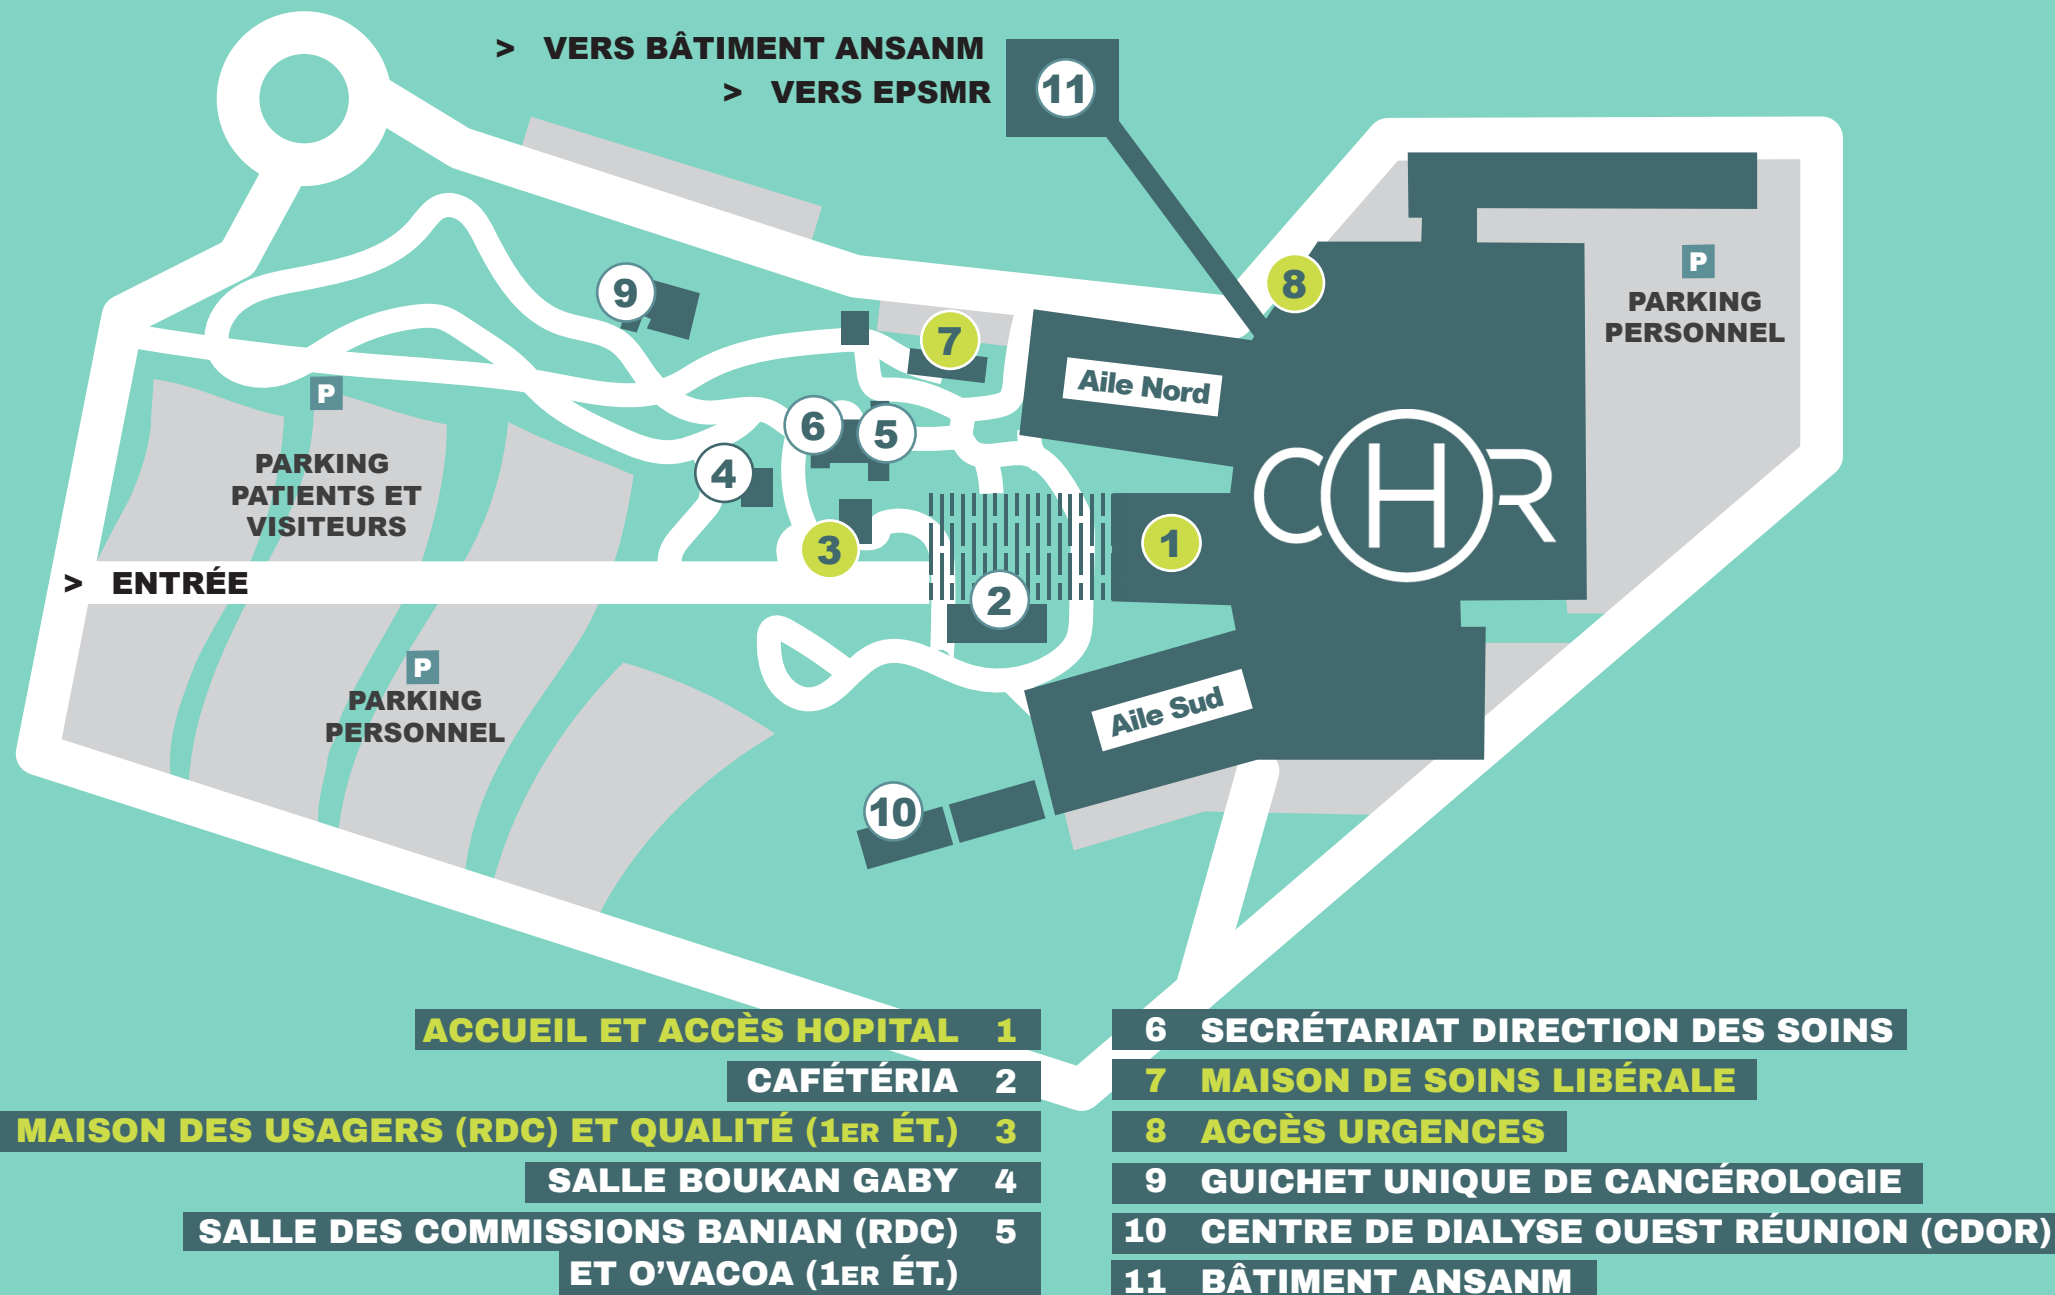 > VERS BÂTIMENT ANSANM
> VERS EPSMR
11
8
P
PARKING
PERSONNEL
9
7
Aile Nord
P
6
5
PARKING
PATIENTS ET
VISITEURS
4
CHR
3
1
> ENTRÉE
2
P
PARKING
PERSONNEL
Aile Sud
10
ACCUEIL ET ACCÈS HOPITAL 1
CAFÉTÉRIA 2
MAISON DES USAGERS (RDC) ET QUALITÉ (1ER ÉT.) 3
SALLE BOUKAN GABY 4
SALLE DES COMMISSIONS BANIAN (RDC) 5
ET O’VACOA (1ER ÉT.)
6 SECRÉTARIAT DIRECTION DES SOINS
7 MAISON DE SOINS LIBÉRALE
8 ACCÈS URGENCES
9 GUICHET UNIQUE DE CANCÉROLOGIE
10 CENTRE DE DIALYSE OUEST RÉUNION (CDOR)
11 BÂTIMENT ANSANM